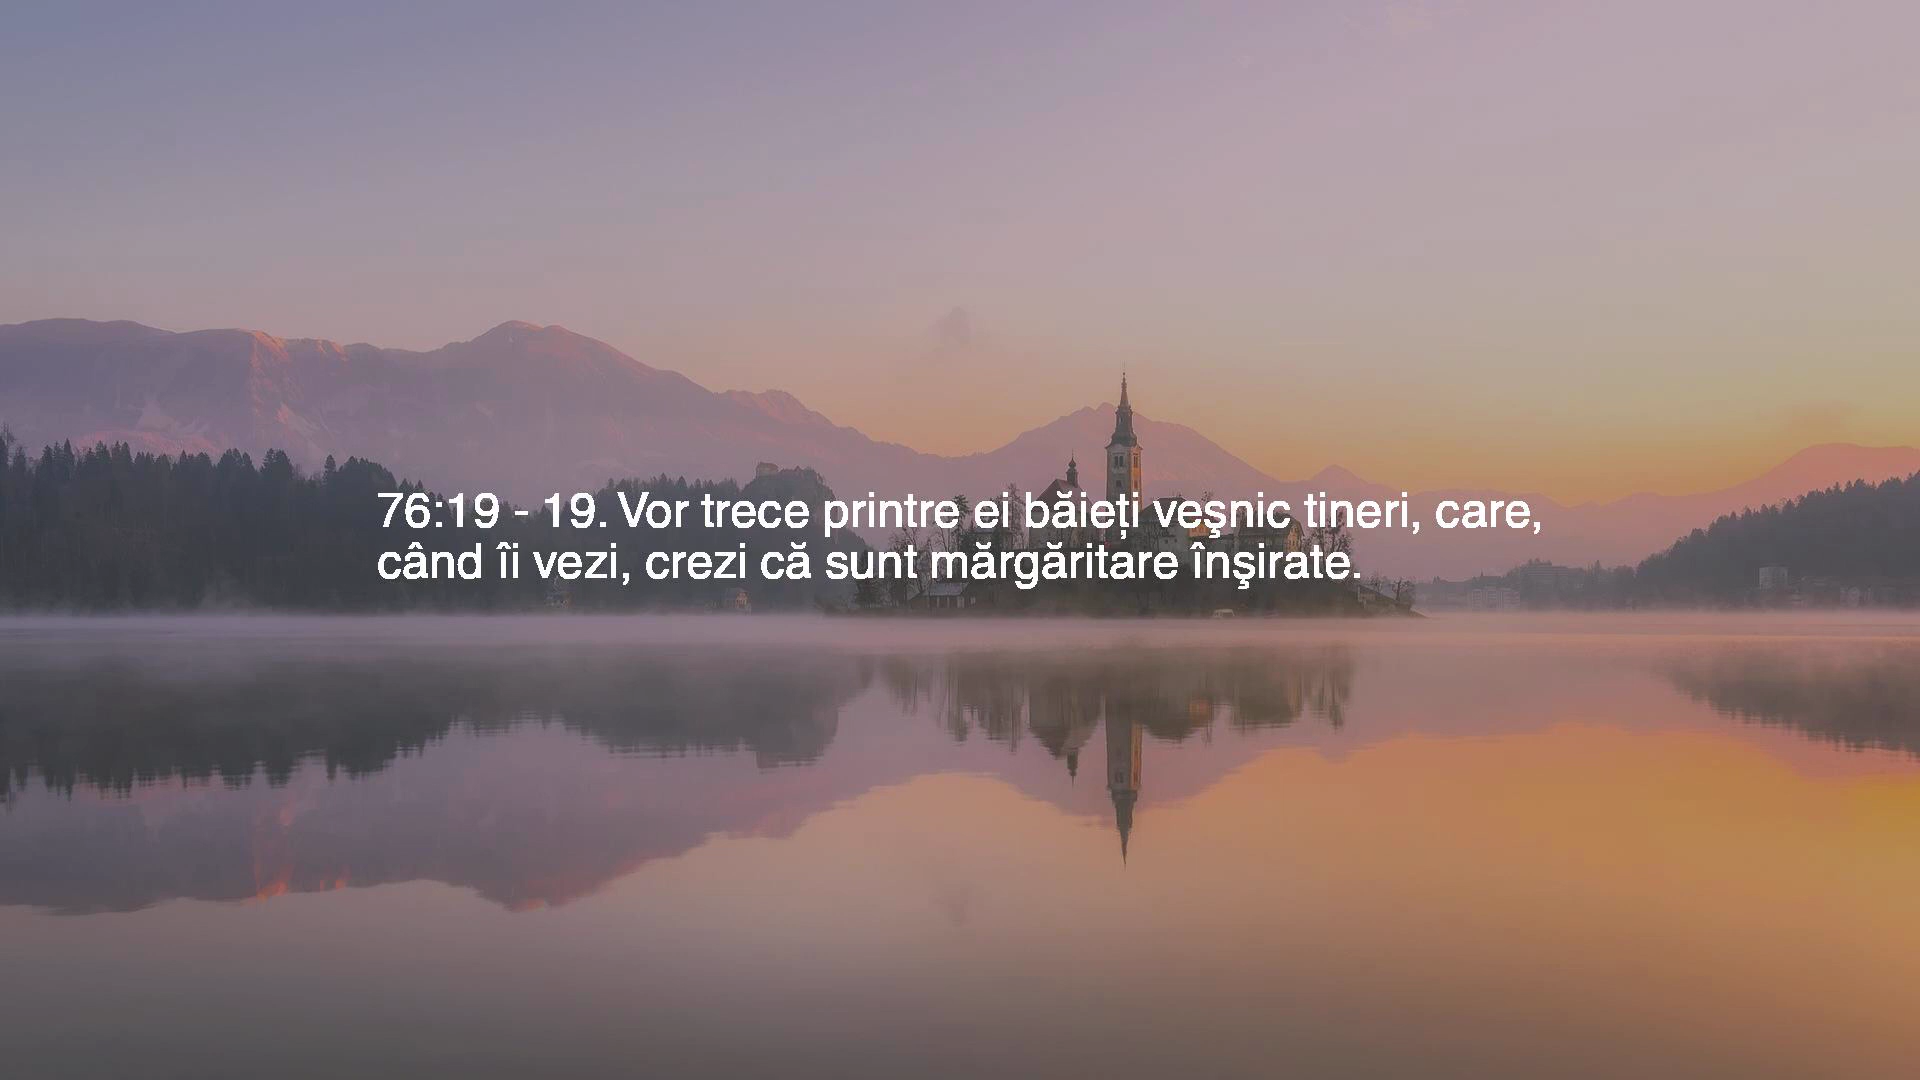 76:19 - 19. Vor trece printre ei băieți veşnic tineri, care,
când îi vezi, crezi că sunt mărgăritare înşirate.